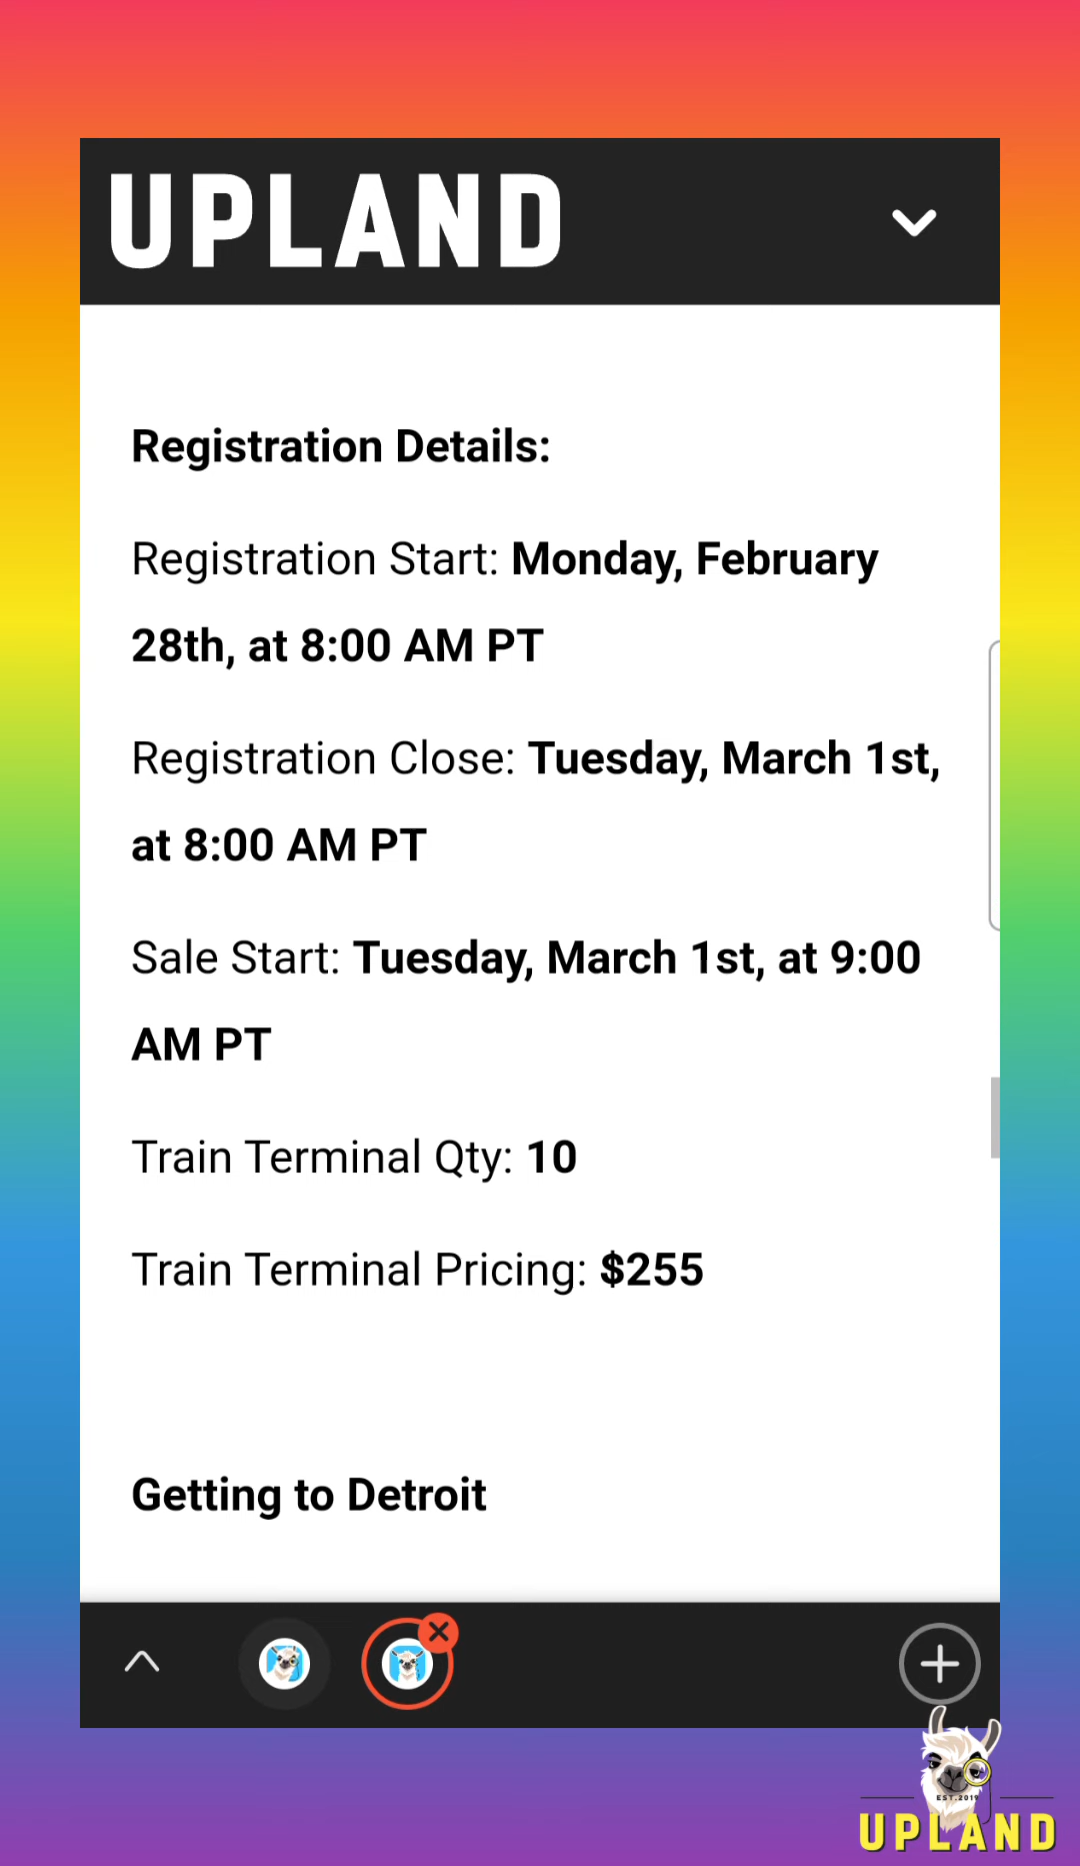 UPLAND
Registration Details:
Registration Start: Monday, February
28th, at 8:00 AM PT
Registration Close: Tuesday, March 1st,
at 8:00 AM PT
Sale Start: Tuesday, March 1st, at 9:00
AM PT
Train Terminal Qty: 10
Train Terminal Pricing: $255
Getting to Detroit
EST.2019
UPLAND